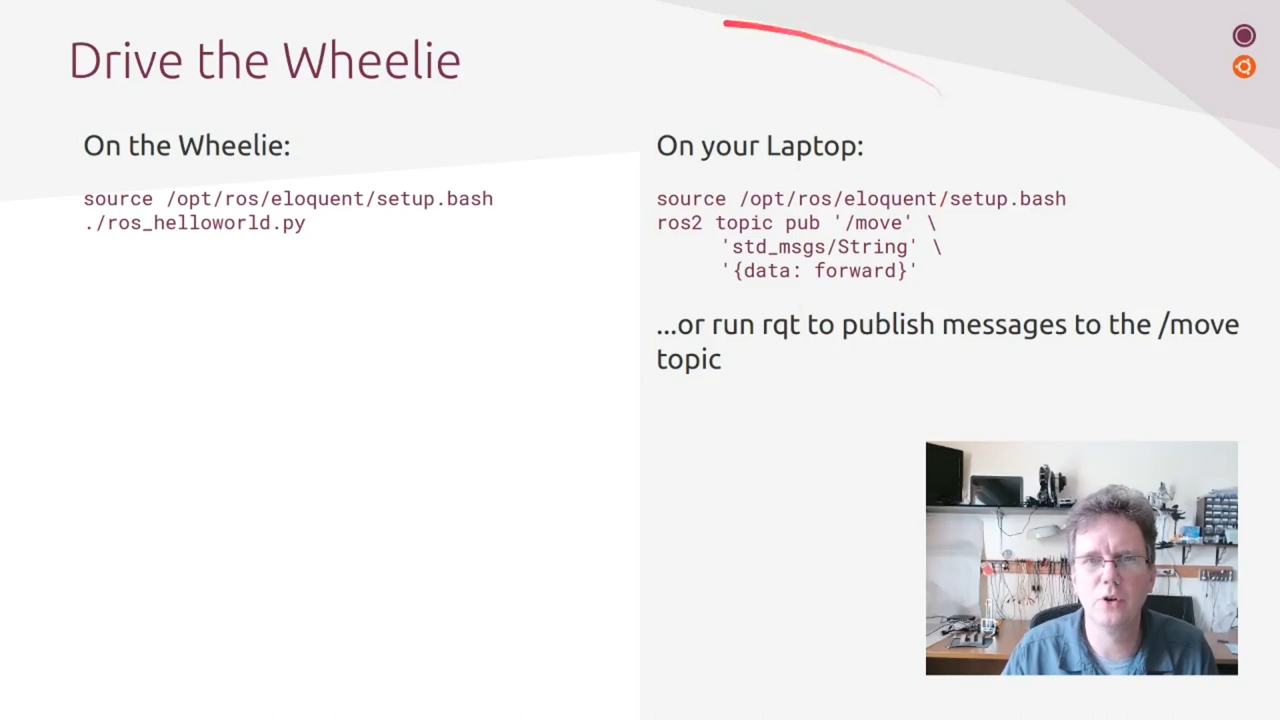 Drive the Wheelie
On the Wheelie:
source /opt/ros/eloquent/setup.bash
./ros_helloworld.py
On your Laptop:
source /opt/ros/eloquent/setup.bash
ros2 topic pub '/move' \
'std_msgs/String' \
'{data: forward}'
...or run rqt to publish messages to the /move
topic